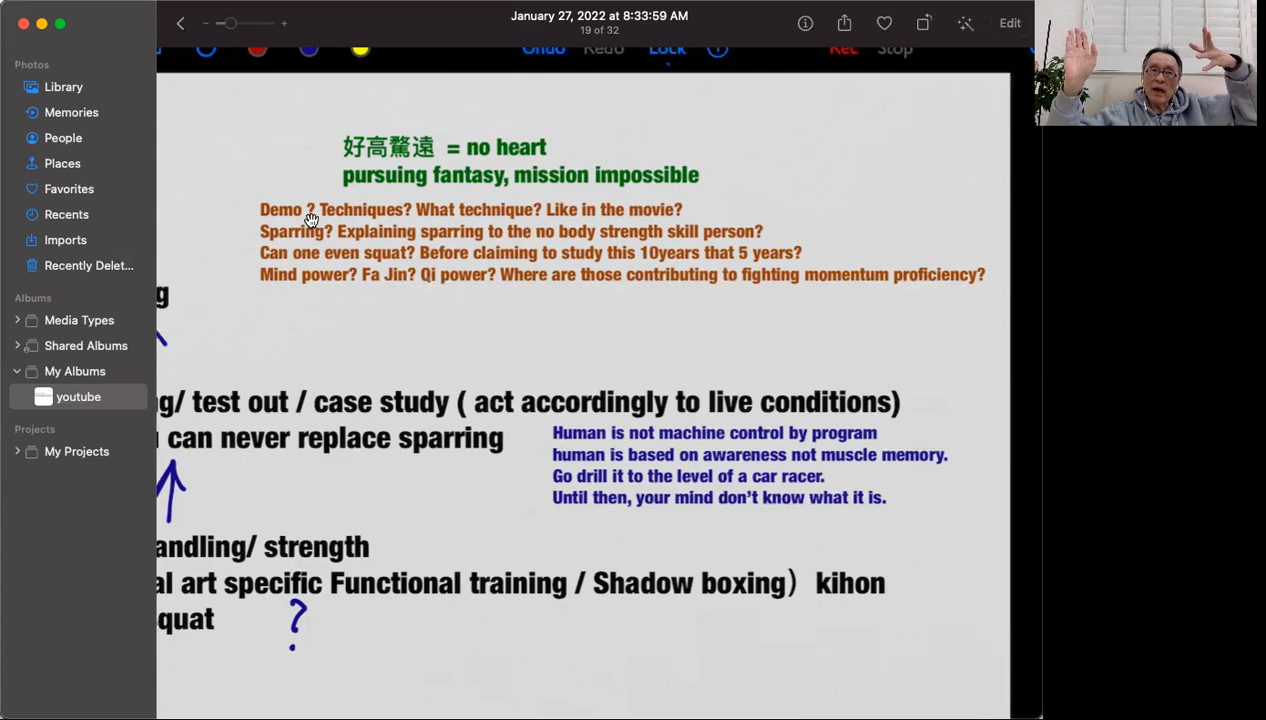 January 27, 2022 at 8:33:59 AM
19 of 32
Edit
Photos
Library
Memories
People
Places
Favorites
Recents
Imports
Recently Delet...
Albums
Media Types
Shared Albums
My Albums
youtube
Projects
My Projects
Undo Redo Lock Rec Stop
好高騖遠 = no heart
pursuing fantasy, mission impossible
Demo ? Techniques? What technique? Like in the movie?
Sparring? Explaining sparring to the no body strength skill person?
Can one even squat? Before claiming to study this 10years that 5 years?
Mind power? Fa Jin? Qi power? Where are those contributing to fighting momentum proficiency?
g
g/ test out / case study ( act accordingly to live conditions)
can never replace sparring
Human is not machine control by program
human is based on awareness not muscle memory.
Go drill it to the level of a car racer.
Until then, your mind don't know what it is.
andling/ strength
al art specific Functional training / Shadow boxing） kihon
squat ?